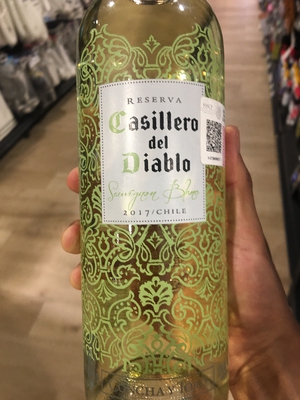 RESERVA
Casillero
del
Diablo
Sauvignon Blanc
2017/CHILE